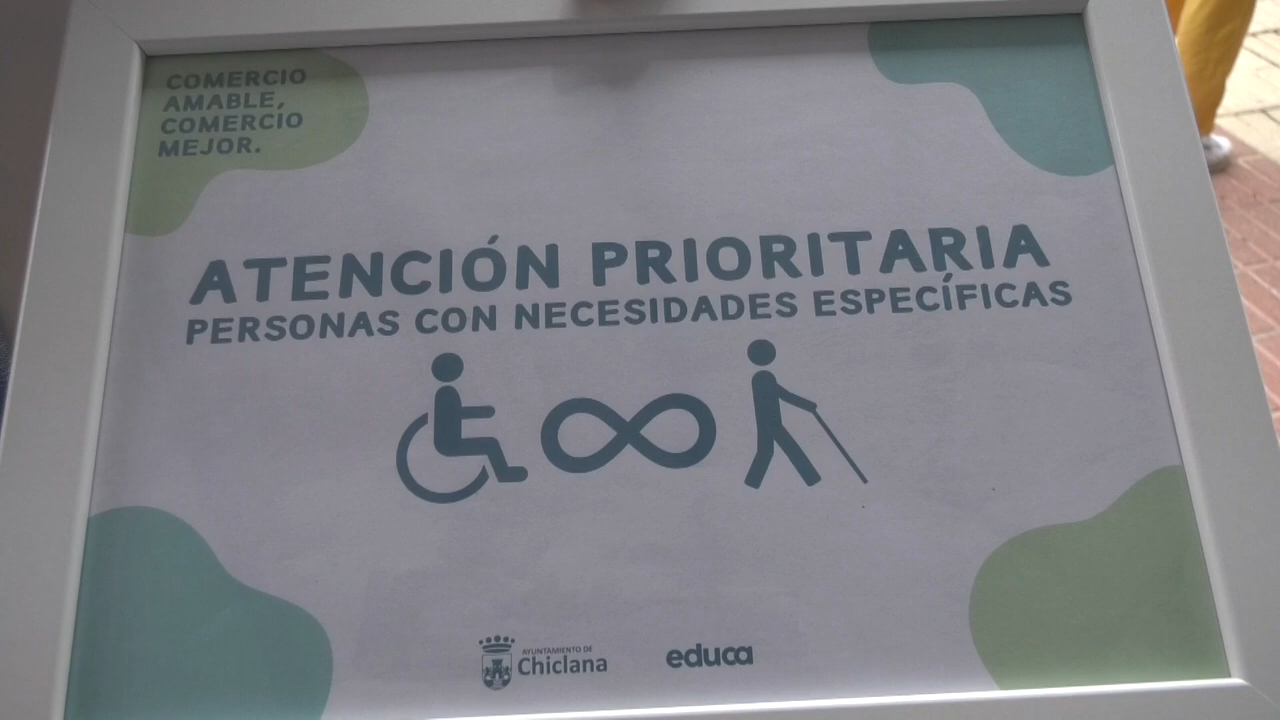 COMERCIO
AMABLE,
COMERCIO
MEJOR.
ATENCIÓN PRIORITARIA
PERSONAS CON NECESIDADES ESPECÍFICAS
AYUNTAMIENTO DE
Chiclana
educa